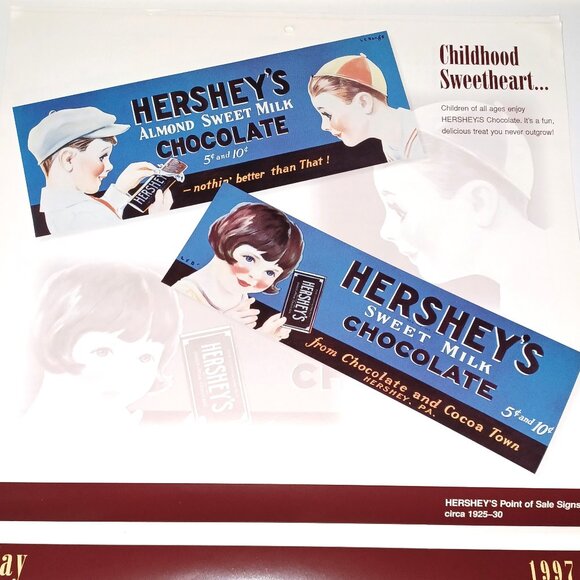 Childhood
Sweetheart...
Children of all ages enjoy
HERSHEY'S Chocolate. It's a fun,
delicious treat you never outgrow!
HERSHEY'S
ALMOND SWEET MILK
CHOCOLATE
5¢ and 10¢
– nothin' better than That!
HERSHEY'S
HERSHEY'S
HERSHEY'S
SWEET MILK
CHOCOLATE
5¢ and 10¢
from Chocolate and Cocoa Town
HERSHEY, PA.
HERSHEY'S
HERSHEY'S Point of Sale Signs
circa 1925–30
ay
1997